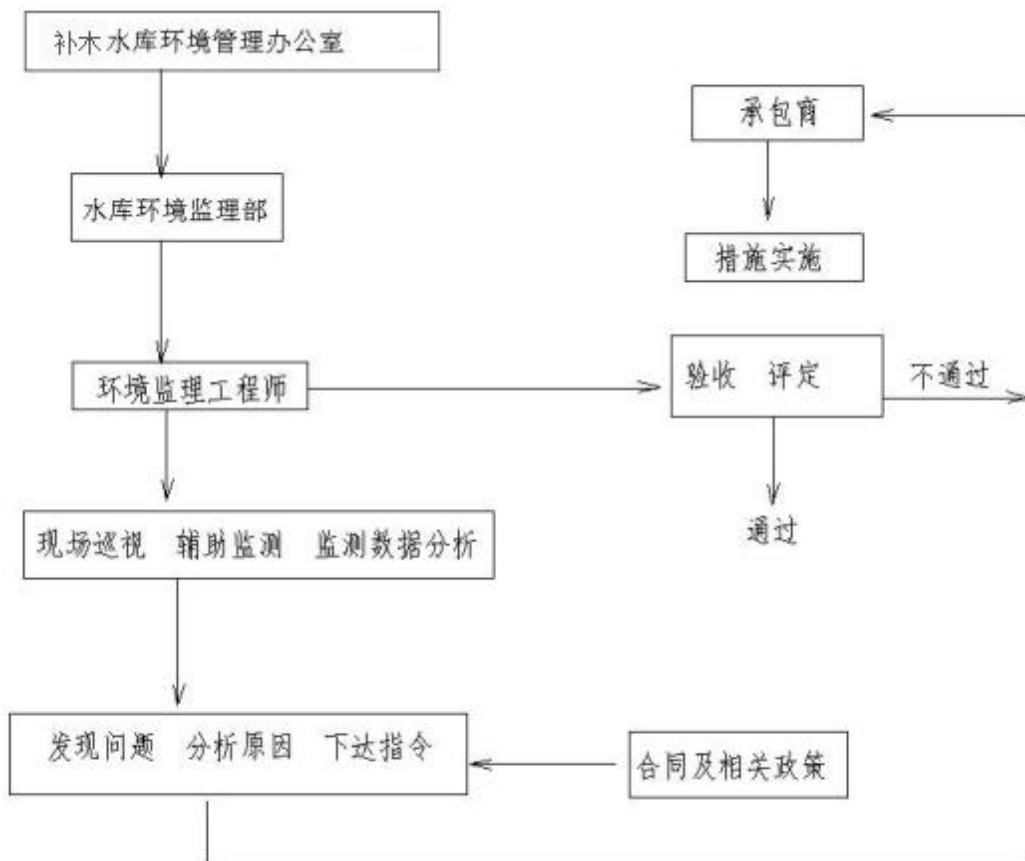 补木水库环境管理办公室
承包商
水库环境监理部
措施实施
环境监理工程师
验收 评定
不通过
通过
现场巡视 辅助监测 监测数据分析
发现问题 分析原因 下达指令
合同及相关政策